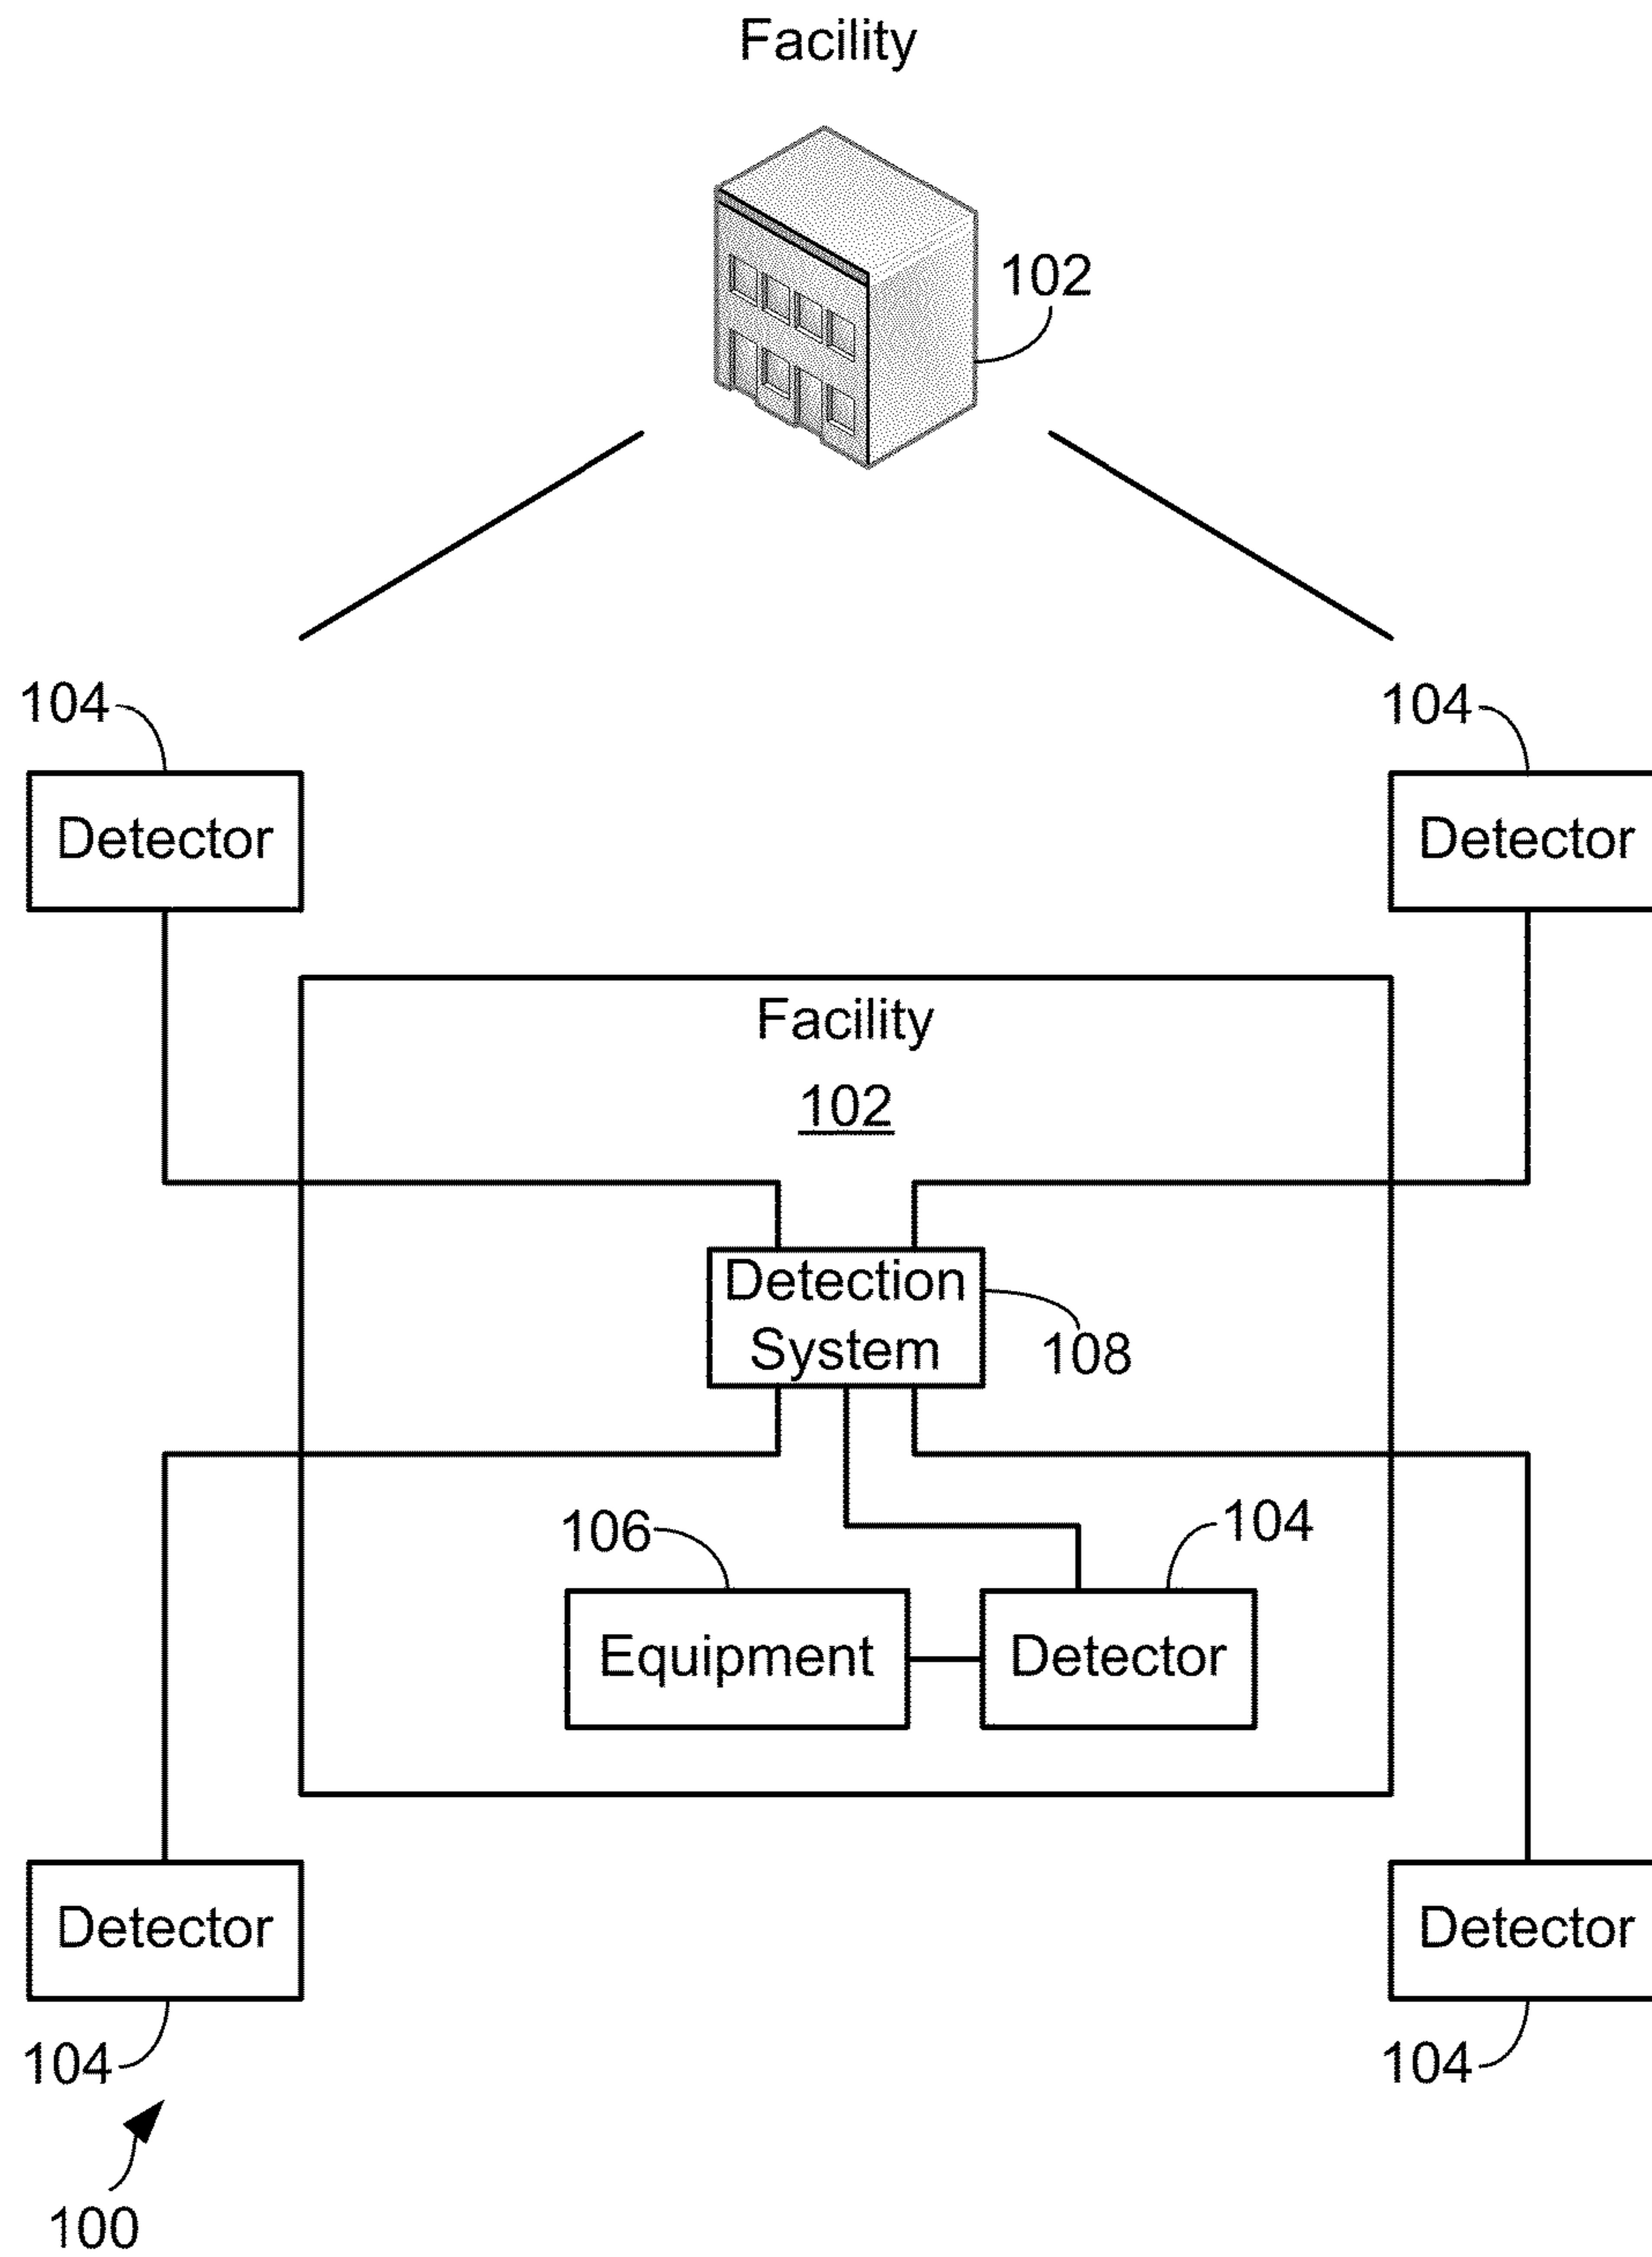 Facility
102
104
104
Detector
Detector
Facility
102
Detection
System
108
106
104
Equipment
Detector
Detector
Detector
104
104
100